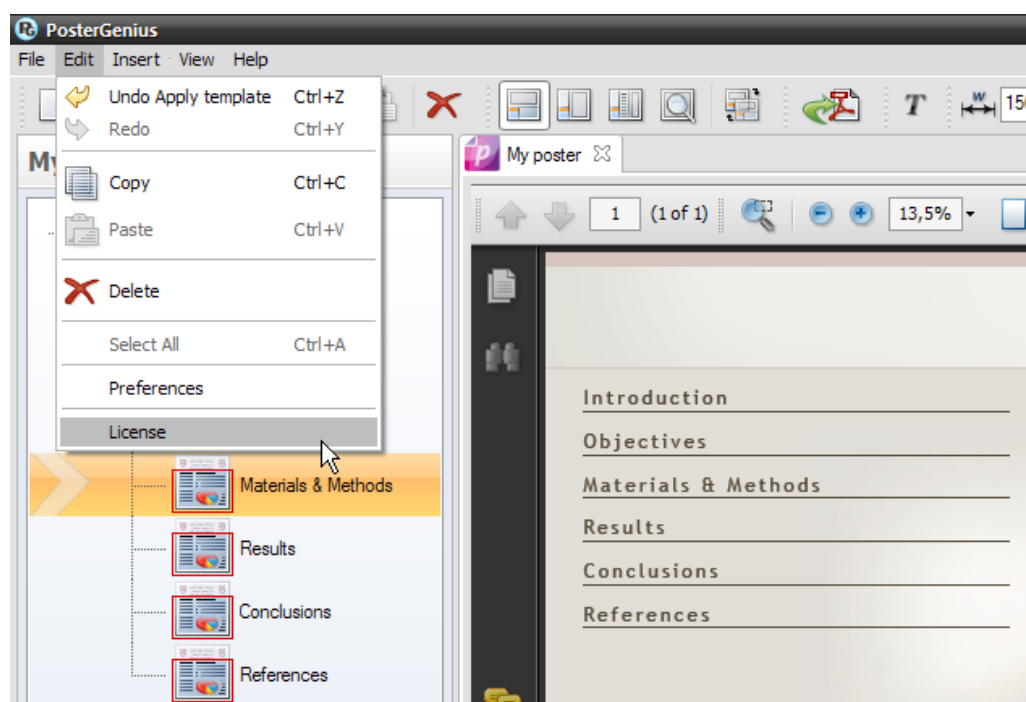 PosterGenius
File Edit Insert View Help
Undo Apply template Ctrl+Z
Redo Ctrl+Y
Copy Ctrl+C
Paste Ctrl+V
Delete
Select All Ctrl+A
Preferences
License
Materials & Methods
Results
Conclusions
References
T
W
My poster
1 (1 of 1) 13,5%
Introduction
Objectives
Materials & Methods
Results
Conclusions
References